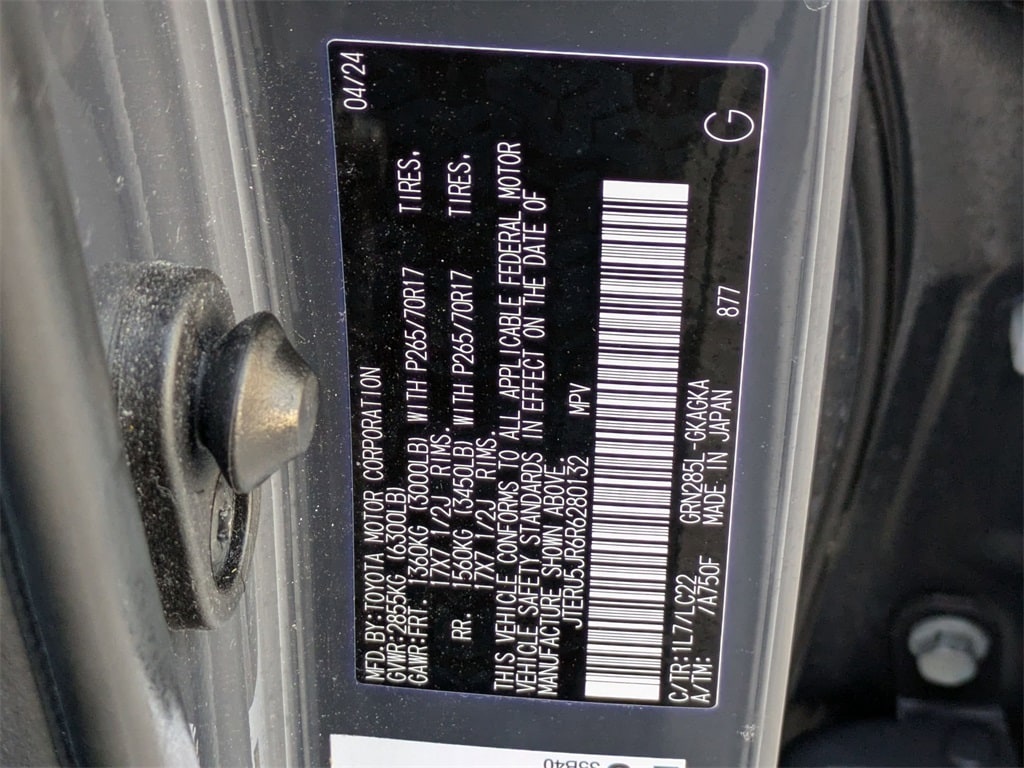 04/24
MFD. BY: TOYOTA MOTOR CORPORATION
GVWR: 2855KG (6300LB)
GAWR: FRT. 1360KG (3000LB) WITH P265/70R17 TIRES,
17X7 1/2J RIMS.
RR. 1560KG (3450LB) WITH P265/70R17 TIRES,
17X7 1/2J RIMS.
THIS VEHICLE CONFORMS TO ALL APPLICABLE FEDERAL MOTOR
VEHICLE SAFETY STANDARDS IN EFFECT ON THE DATE OF
MANUFACTURE SHOWN ABOVE.
JTERU5JR6R6280132 MPV
C/TR: 1L7/LC22 GRN285L-GKAGKA
A/TM: /A750F MADE IN JAPAN 877
G
35B40